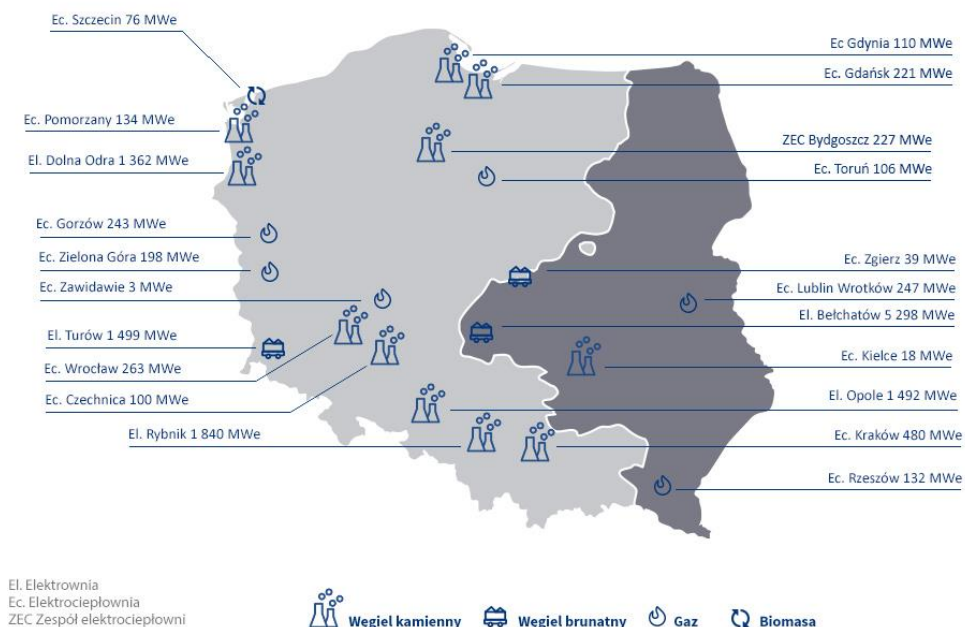 Ec. Szczecin 76 MWe
Ec. Pomorzany 134 MWe
El. Dolna Odra 1 362 MWe
Ec. Gorzów 243 MWe
Ec. Zielona Góra 198 MWe
Ec. Zawidawie 3 MWe
El. Turów 1 499 MWe
Ec. Wrocław 263 MWe
Ec. Czechnica 100 MWe
El. Rybnik 1 840 MWe
Ec Gdynia 110 MWe
Ec. Gdańsk 221 MWe
ZEC Bydgoszcz 227 MWe
Ec. Toruń 106 MWe
Ec. Zgierz 39 MWe
Ec. Lublin Wrotków 247 MWe
El. Bełchatów 5 298 MWe
Ec. Kielce 18 MWe
El. Opole 1 492 MWe
Ec. Kraków 480 MWe
Ec. Rzeszów 132 MWe
El. Elektrownia
Ec. Elektrociepłownia
ZEC Zespół elektrociepłowni
Węgiel kamienny
Węgiel brunatny
Gaz
Biomasa